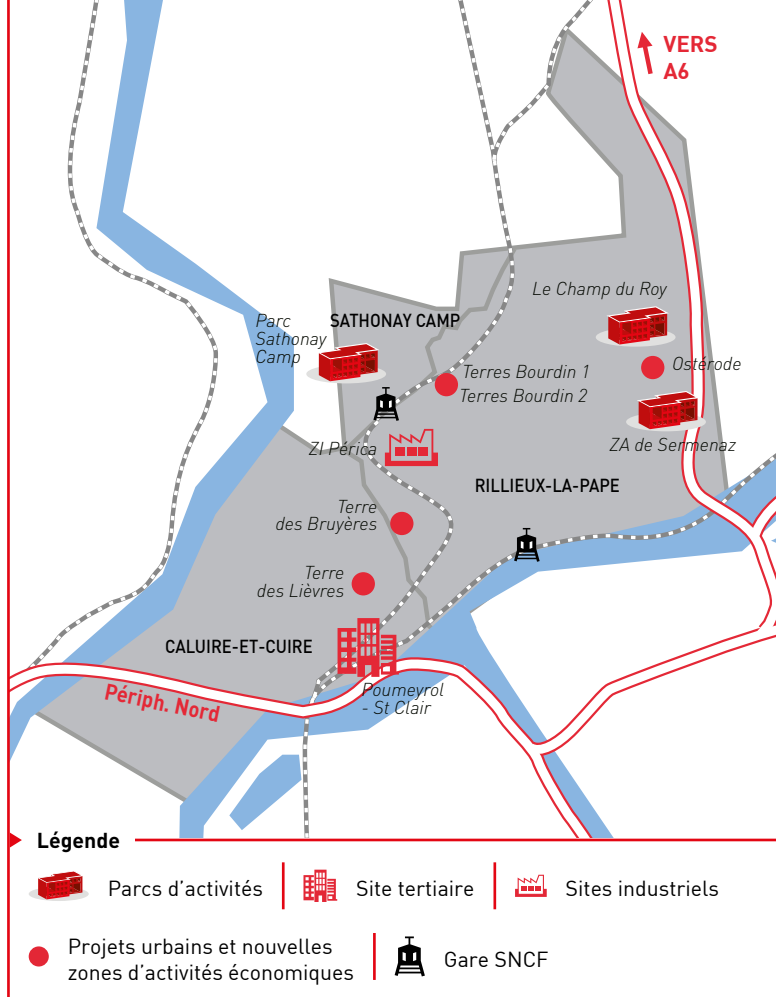 VERS
A6
Le Champ du Roy
Parc
Sathonay
Camp
SATHONAY CAMP
Ostérode
Terres Bourdin 1
Terres Bourdin 2
ZI Périca
ZA de Sermenaz
RILLIEUX-LA-PAPE
Terre
des Bruyères
Terre
des Lièvres
CALUIRE-ET-CUIRE
Périph. Nord
Poumeyrol
- St Clair
Légende
Parcs d'activités
Site tertiaire
Sites industriels
Projets urbains et nouvelles
zones d'activités économiques
Gare SNCF